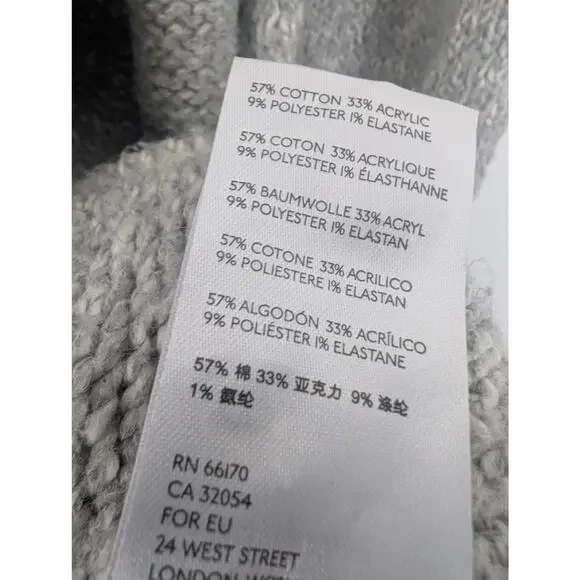 57% COTTON 33% ACRYLIC
9% POLYESTER 1% ELASTANE
57% COTON 33% ACRYLIQUE
9% POLYESTER 1% ÉLASTHANNE
57% BAUMWOLLE 33% ACRYL
9% POLYESTER 1% ELASTAN
57% COTONE 33% ACRILICO
9% POLIESTERE 1% ELASTAN
57% ALGODÓN 33% ACRÍLICO
9% POLIÉSTER 1% ELASTANE
57% 棉 33% 亚克力 9% 涤纶
1% 氨纶
RN 66170
CA 32054
FOR EU
24 WEST STREET
LONDON